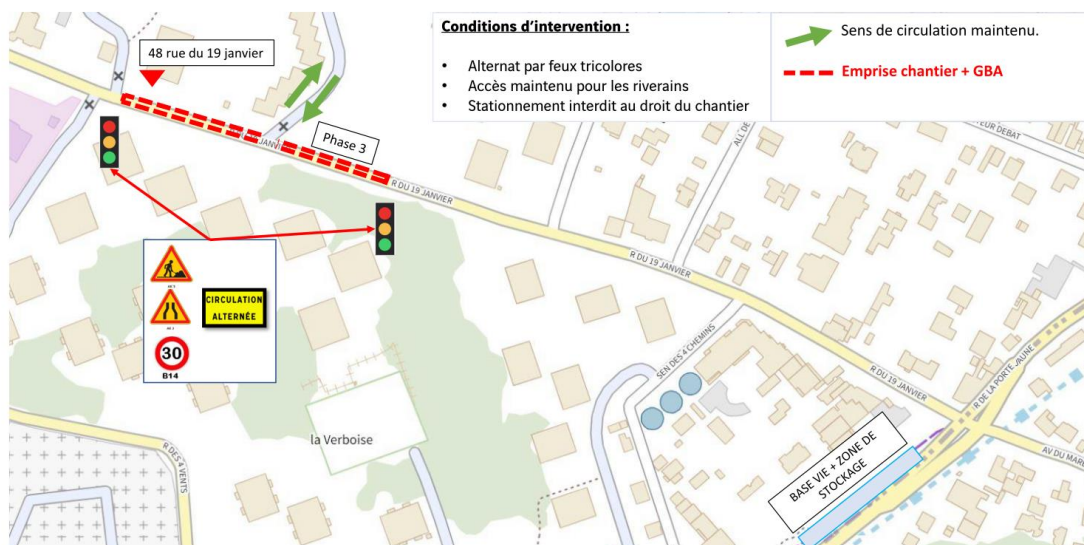 48 rue du 19 janvier
Conditions d'intervention :
• Alternat par feux tricolores
• Accès maintenu pour les riverains
• Stationnement interdit au droit du chantier
Sens de circulation maintenu.
Emprise chantier + GBA
Phase 3
R DU 19 JANVIER
CIRCULATION
ALTERNÉE
30
B14
R DU 19 JANVIER
SEN DES 4 CHEMINS
R DU 19 JANVIER
R DE LA PORTE JAUNE
la Verboise
R DES 4 VENTS
BASE VIE + ZONE DE
STOCKAGE